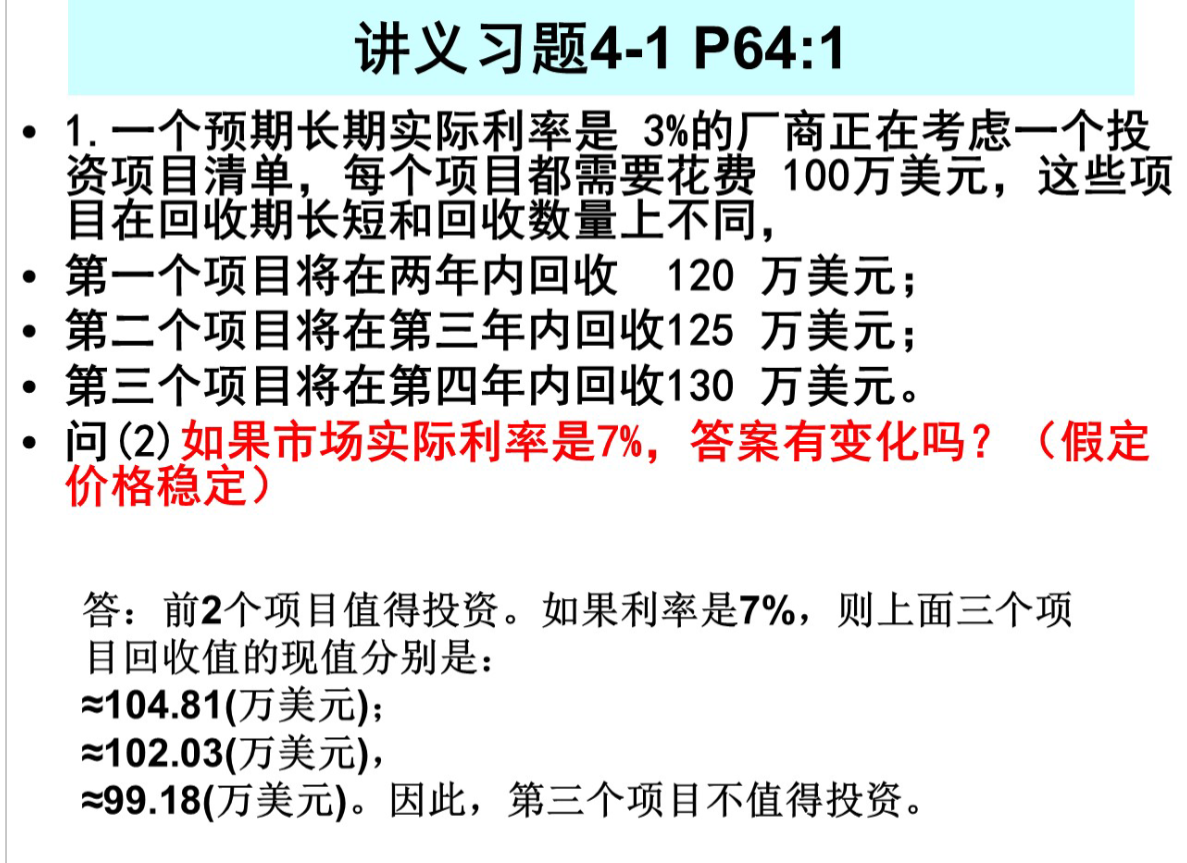 讲义习题4-1 P64:1
• 1.一个预期长期实际利率是 3%的厂商正在考虑一个投
资项目清单，每个项目都需要花费 100万美元，这些项
目在回收期长短和回收数量上不同，
• 第一个项目将在两年内回收 120 万美元；
• 第二个项目将在第三年内回收125 万美元；
• 第三个项目将在第四年内回收130 万美元。
• 问(2)如果市场实际利率是7%，答案有变化吗？（假定
价格稳定）
答：前2个项目值得投资。如果利率是7%，则上面三个项
目回收值的现值分别是：
≈104.81(万美元)；
≈102.03(万美元)，
≈99.18(万美元)。因此，第三个项目不值得投资。